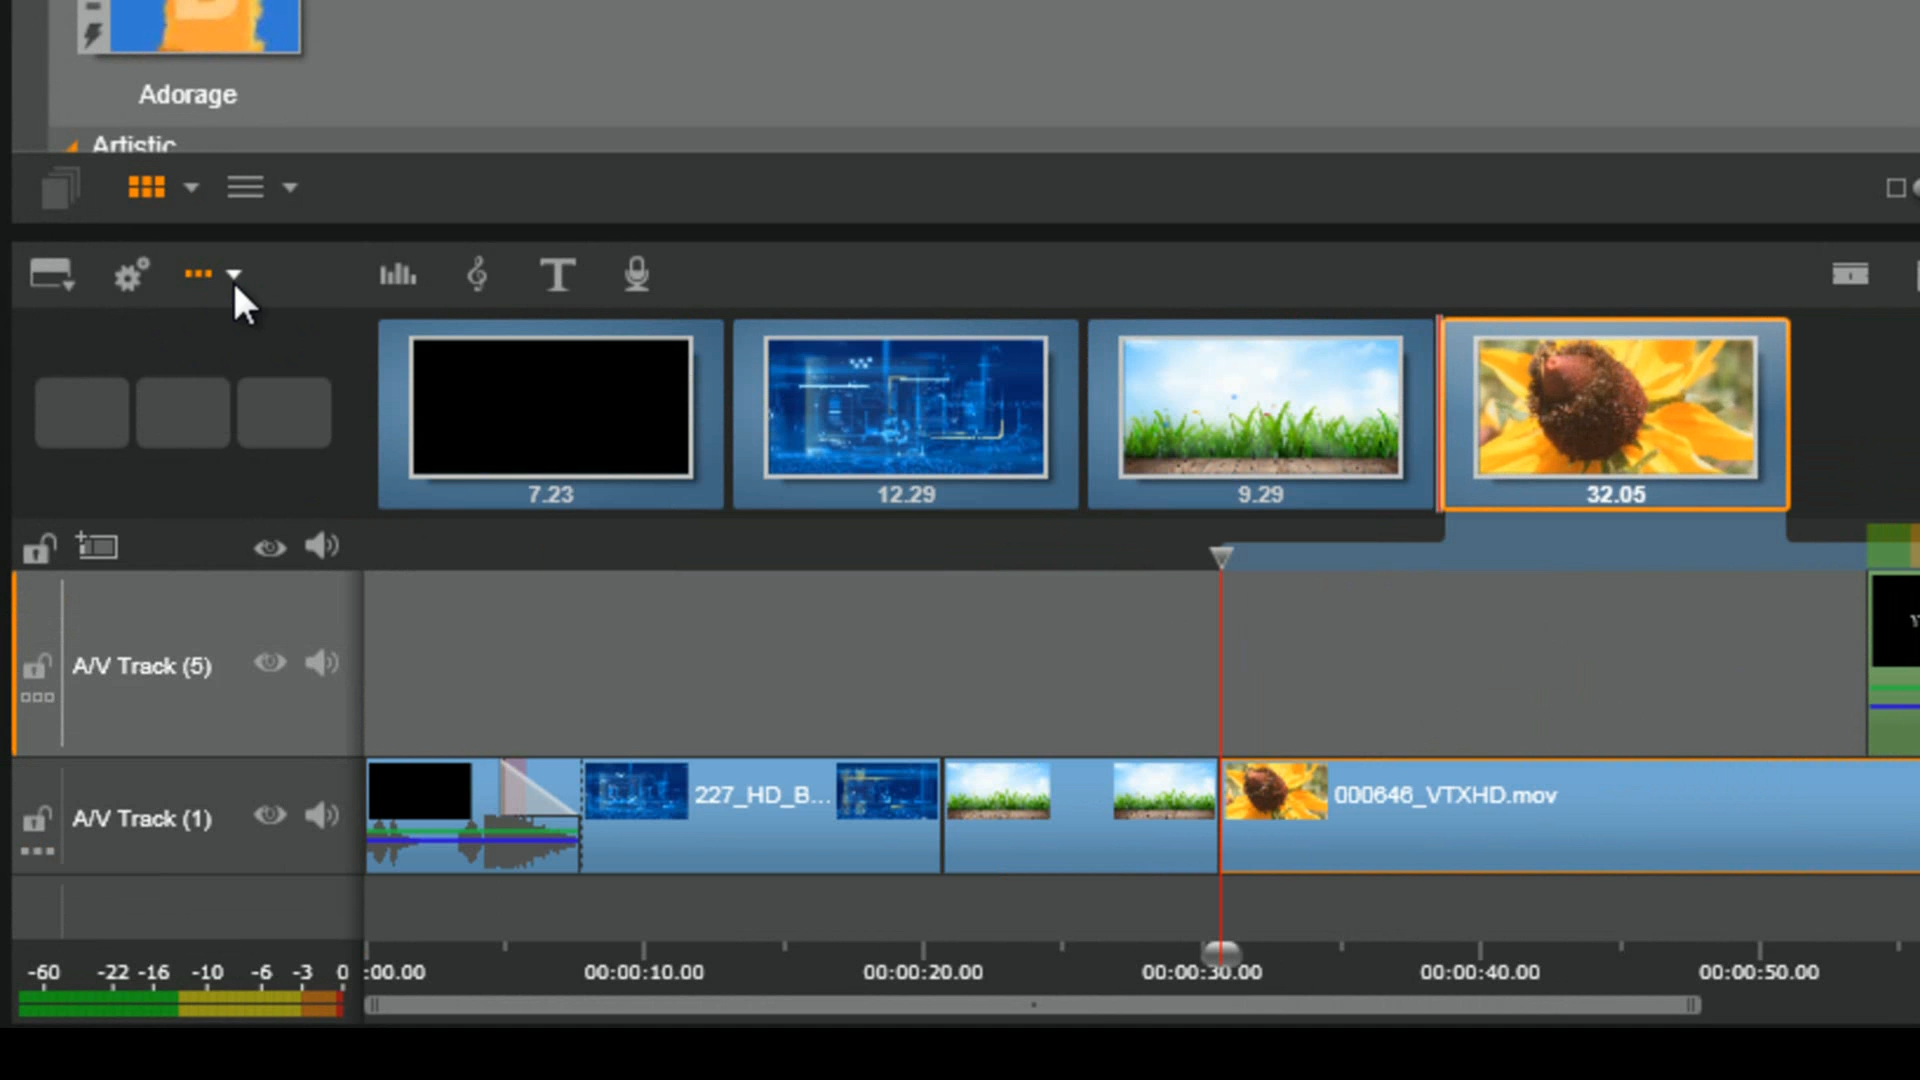 Adorage
Artistic
7.23
12.29
9.29
32.05
A/V Track (5)
A/V Track (1)
227_HD_B...
000646_VTXHD.mov
-60 -22 -16 -10 -6 -3 0
:00.00 00:00:10.00 00:00:20.00 00:00:30.00 00:00:40.00 00:00:50.00